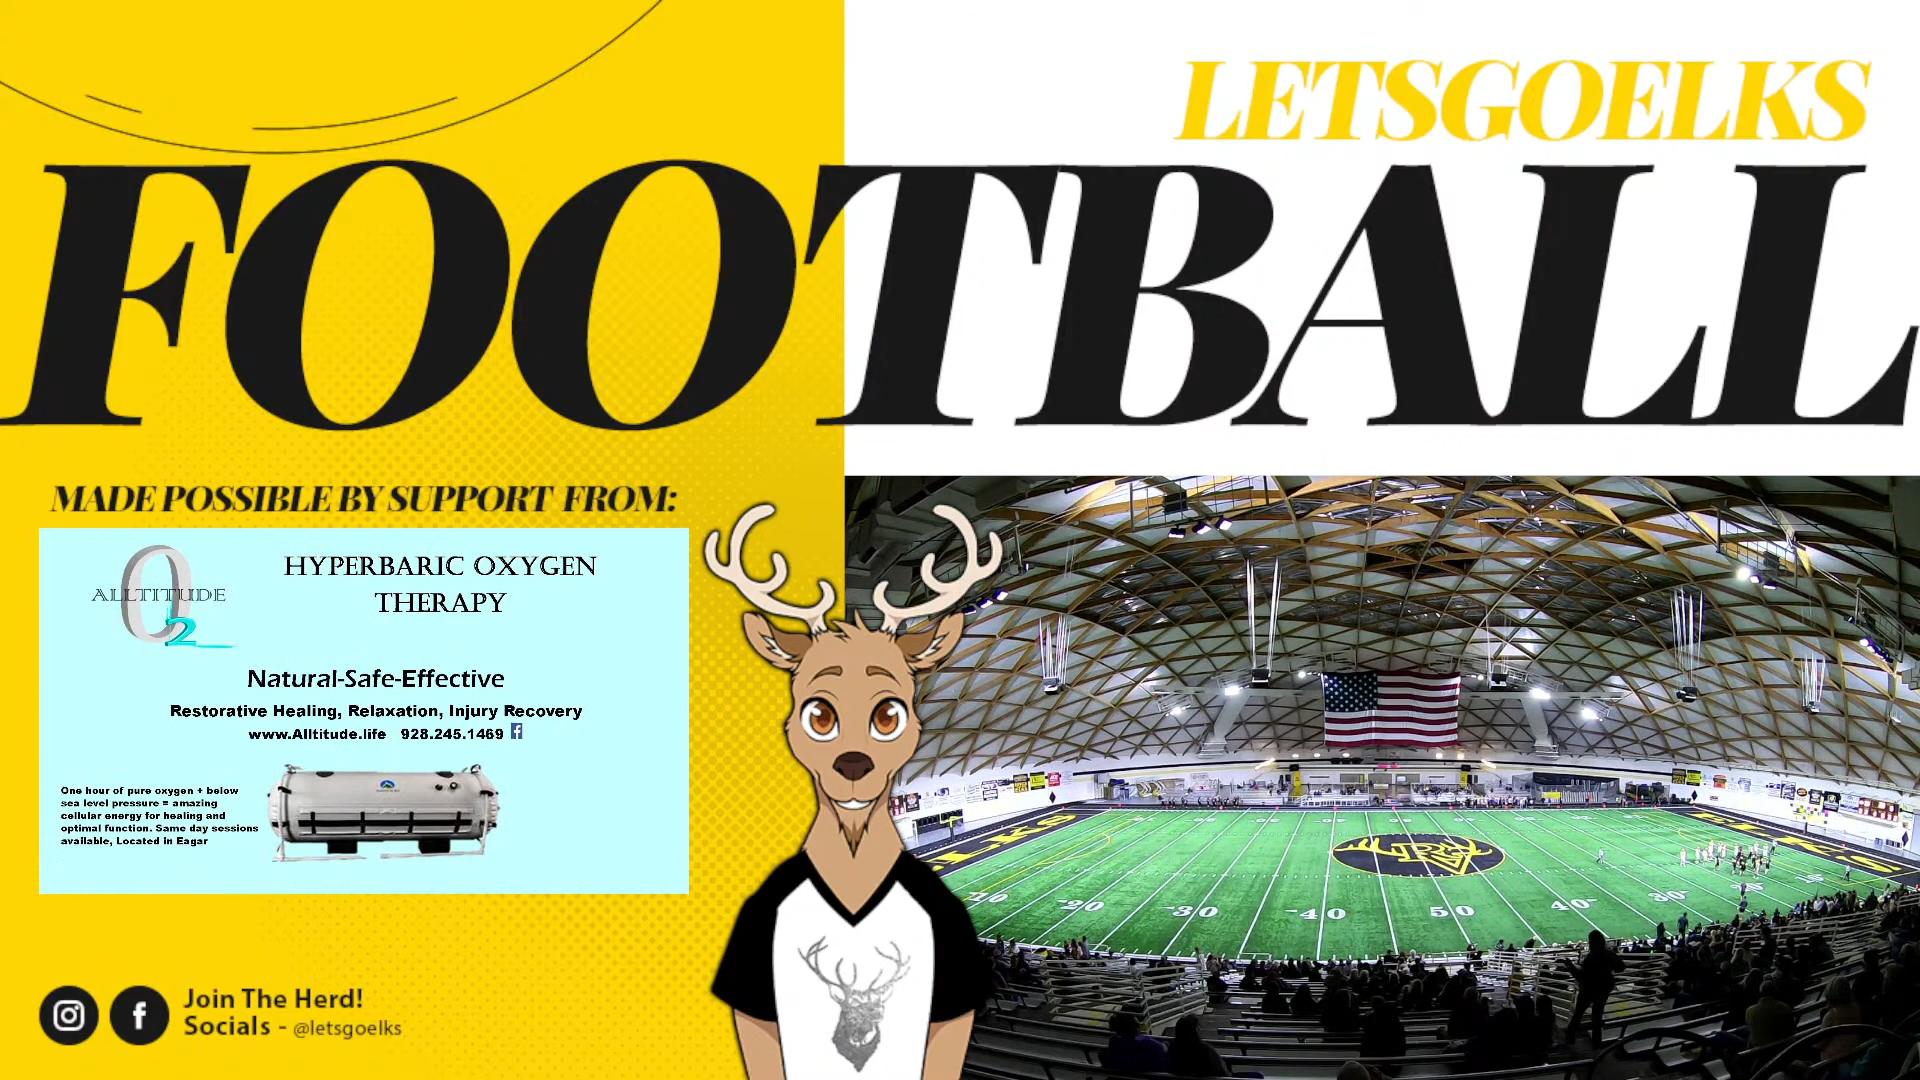 LETSGOELKS
FOOTBALL
MADE POSSIBLE BY SUPPORT FROM:
ALLTITUDE
O2
HYPERBARIC OXYGEN
THERAPY
Natural-Safe-Effective
Restorative Healing, Relaxation, Injury Recovery
www.Alltitude.life 928.245.1469 f
One hour of pure oxygen + below
sea level pressure = amazing
cellular energy for healing and
optimal function. Same day sessions
available, Located in Eagar
ELKS
RV
10 20 30 40 50 40 30
f
Join The Herd!
Socials - @letsgoelks